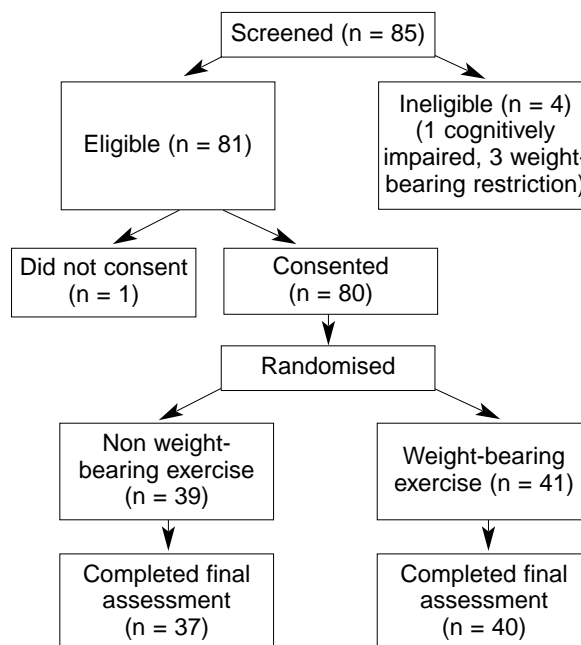 Screened (n = 85)
Eligible (n = 81)
Ineligible (n = 4)
(1 cognitively
impaired, 3 weight-
bearing restriction)
Did not consent
(n = 1)
Consented
(n = 80)
Randomised
Non weight-
bearing exercise
(n = 39)
Weight-bearing
exercise (n = 41)
Completed final
assessment
(n = 37)
Completed final
assessment
(n = 40)